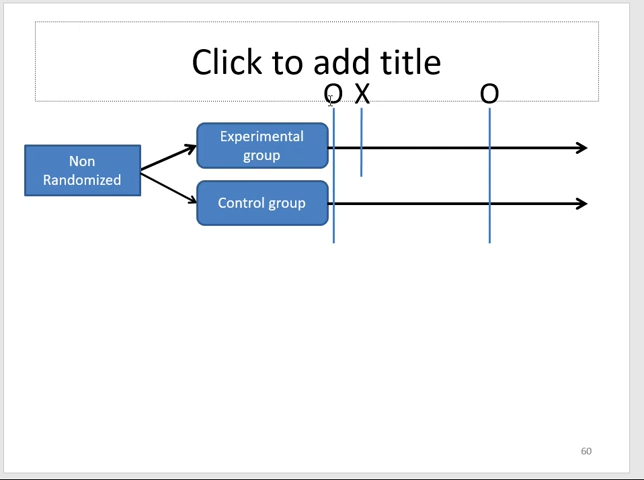 Click to add title
O X O
Experimental
group
Non
Randomized
Control group
60